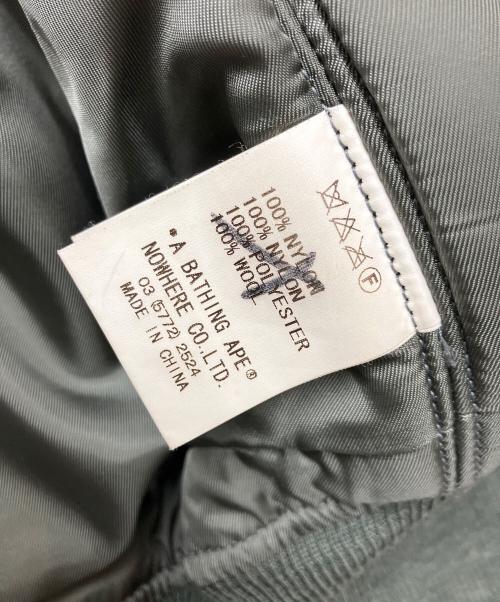 100% NYLON
100% NYLON
100% POLYESTER
100% WOOL
• A BATHING APE®
NOWHERE CO.,LTD.
03 (5772) 2524
MADE IN CHINA
F